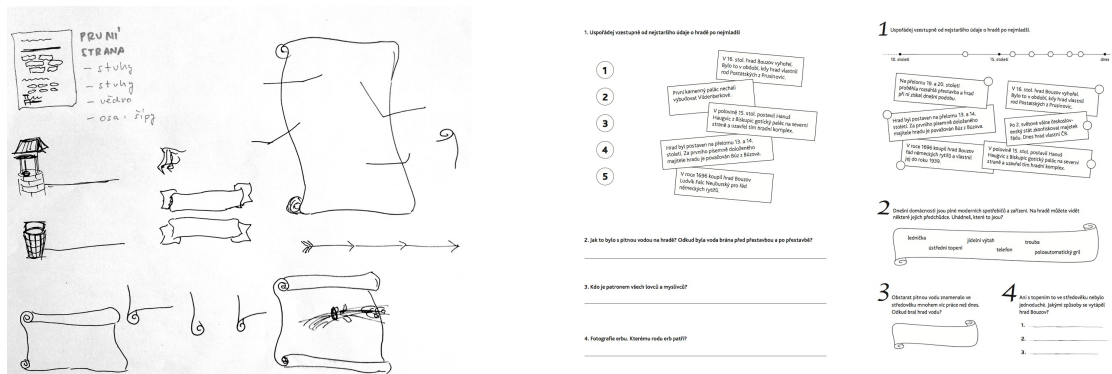 PRVNÍ
STRANA
- stuhy
- stuhy
- vědro
- osa: šípy
1. Uspořádej vzestupně od nejstaršího údaje o hradě po nejmladší
1
2
3
4
5
V 16. stol. hrad Bouzov vyhořel.
Bylo to v období, kdy hrad vlastnil
rod Postátských z Prusinovic.
První kamenný palác nechali
vybudovat Vildenberkové.
V polovině 15. stol. postavil Hanuš
Haugvic z Biskupic gotický palác na severní
straně a uzavřel tím hradní komplex.
Hrad byl postaven na přelomu 13. a 14.
století. Za prvního písemně doloženého
majitele hradu je považován Búz z Búzova.
V roce 1696 koupil hrad Bouzov
Ludvík Falc Neuburský pro řád
německých rytířů.
2. Jak to bylo s pitnou vodou na hradě? Odkud byla voda brána před přestavbou a po přestavbě?
3. Kdo je patronem všech lovců a myslivců?
4. Fotografie erbu. Kterému rodu erb patří?
1 Uspořádej vzestupně od nejstaršího údaje o hradě po nejmladší.
10. století
15. století
dnes
Na přelomu 19. a 20. století
proběhla rozsáhlá přestavba a hrad
při ní získal dnešní podobu.
V 16. stol. hrad Bouzov vyhořel.
Bylo to v období, kdy hrad vlastnil
rod Postátských z Prusinovic.
Hrad byl postaven na přelomu 13. a 14.
století. Za prvního písemně doloženého
majitele hradu je považován Búz z Búzova.
Po 2. světové válce českoslov-
enský stát zkonfiskoval majetek
řádu. Dnes hrad vlastní ČR.
V roce 1696 koupil hrad Bouzov
řád německých rytířů a vlastnil
jej do roku 1939.
V polovině 15. stol. postavil Hanuš
Haugvic z Biskupic gotický palác na severní
straně a uzavřel tím hradní komplex.
2 Dnešní domácnosti jsou plné moderních spotřebičů a zařízení. Na hradě můžete vidět
některé jejich předchůdce. Uhádneš, které to jsou?
lednička
jídelní výtah
trouba
ústřední topení
telefon
poloautomatický gril
3 Obstarat pitnou vodu znamenalo ve
středověku mnohem víc práce než dnes.
Odkud bral hrad vodu?
4 Ani s topením to ve středověku nebylo
jednoduché. Jakými způsoby se vytápěl
hrad Bouzov?
1.
2.
3.